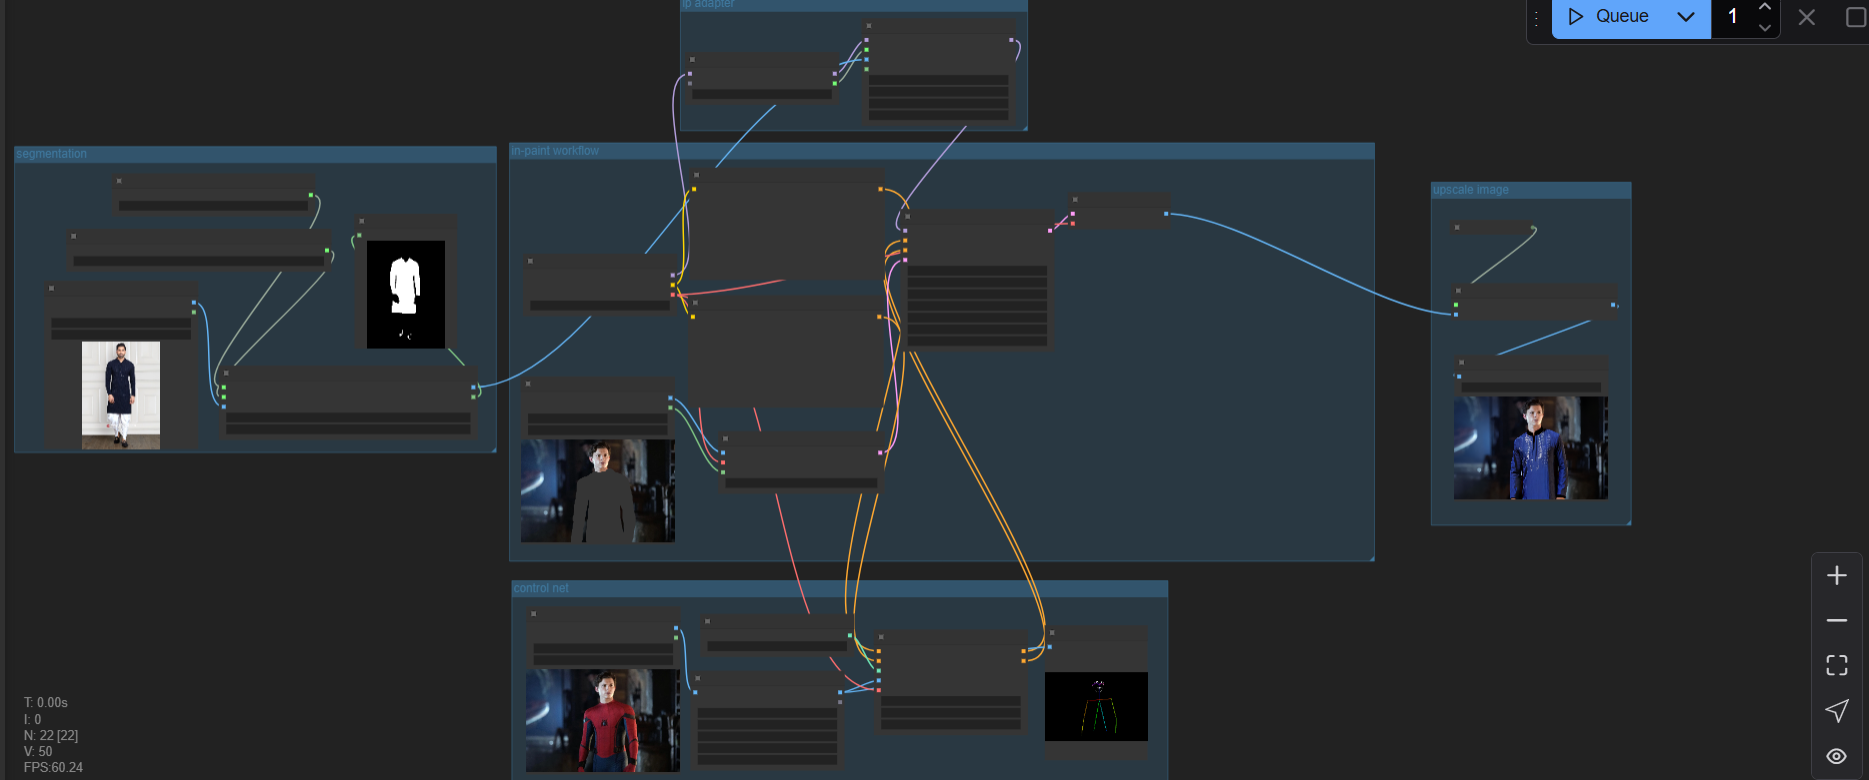 ip adapter
Queue
1
segmentation
in-paint workflow
upscale image
control net
T: 0.00s
I: 0
N: 22 [22]
V: 50
FPS:60.24